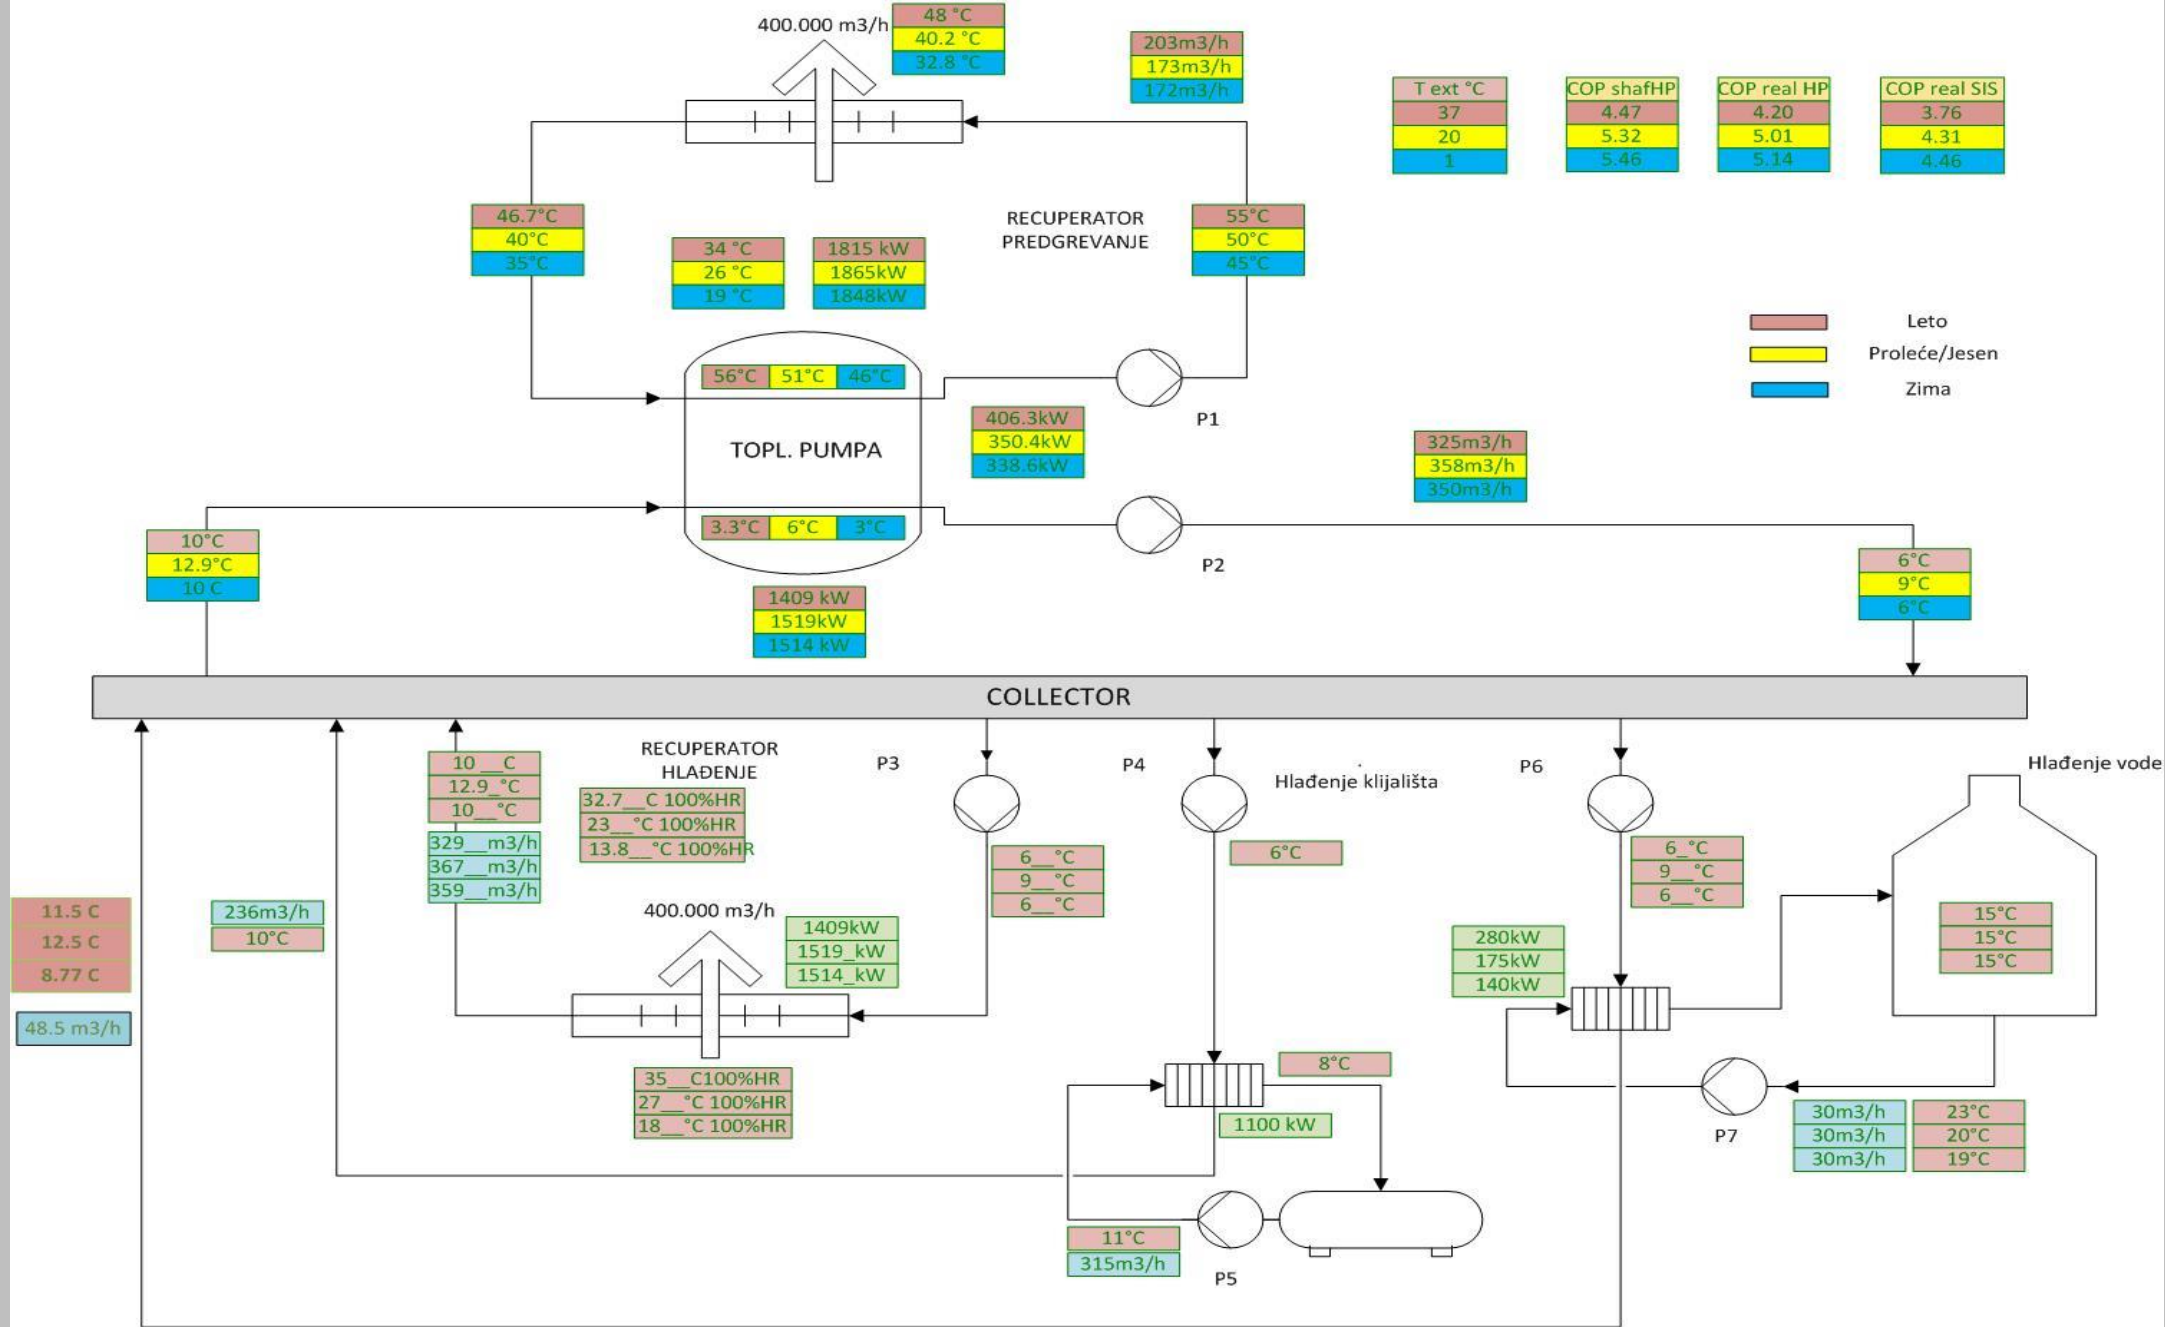 400.000 m3/h
48 °C
40.2 °C
32.8 °C
203m3/h
173m3/h
172m3/h
T ext °C
37
20
1
COP shafHP
4.47
5.32
5.46
COP real HP
4.20
5.01
5.14
COP real SIS
3.76
4.31
4.46
46.7°C
40°C
35°C
34 °C
26 °C
19 °C
1815 kW
1865kW
1848kW
RECUPERATOR
PREDGREVANJE
55°C
50°C
45°C
Leto
Proleće/Jesen
Zima
56°C 51°C 46°C
TOPL. PUMPA
3.3°C 6°C 3°C
P1
406.3kW
350.4kW
338.6kW
325m3/h
358m3/h
350m3/h
P2
10°C
12.9°C
10 C
6°C
9°C
6°C
1409 kW
1519kW
1514 kW
COLLECTOR
10__C
12.9_°C
10__°C
329__m3/h
367__m3/h
359__m3/h
RECUPERATOR
HLAĐENJE
32.7__C 100%HR
23__°C 100%HR
13.8__°C 100%HR
P3
6__°C
9__°C
6__°C
P4
Hlađenje klijališta
6°C
P6
6_°C
9__°C
6__°C
Hlađenje vode
15°C
15°C
15°C
11.5 C
12.5 C
8.77 C
48.5 m3/h
236m3/h
10°C
400.000 m3/h
1409kW
1519_kW
1514_kW
280kW
175kW
140kW
35__C100%HR
27__°C 100%HR
18__°C 100%HR
8°C
1100 kW
P7
30m3/h
30m3/h
30m3/h
23°C
20°C
19°C
11°C
315m3/h
P5